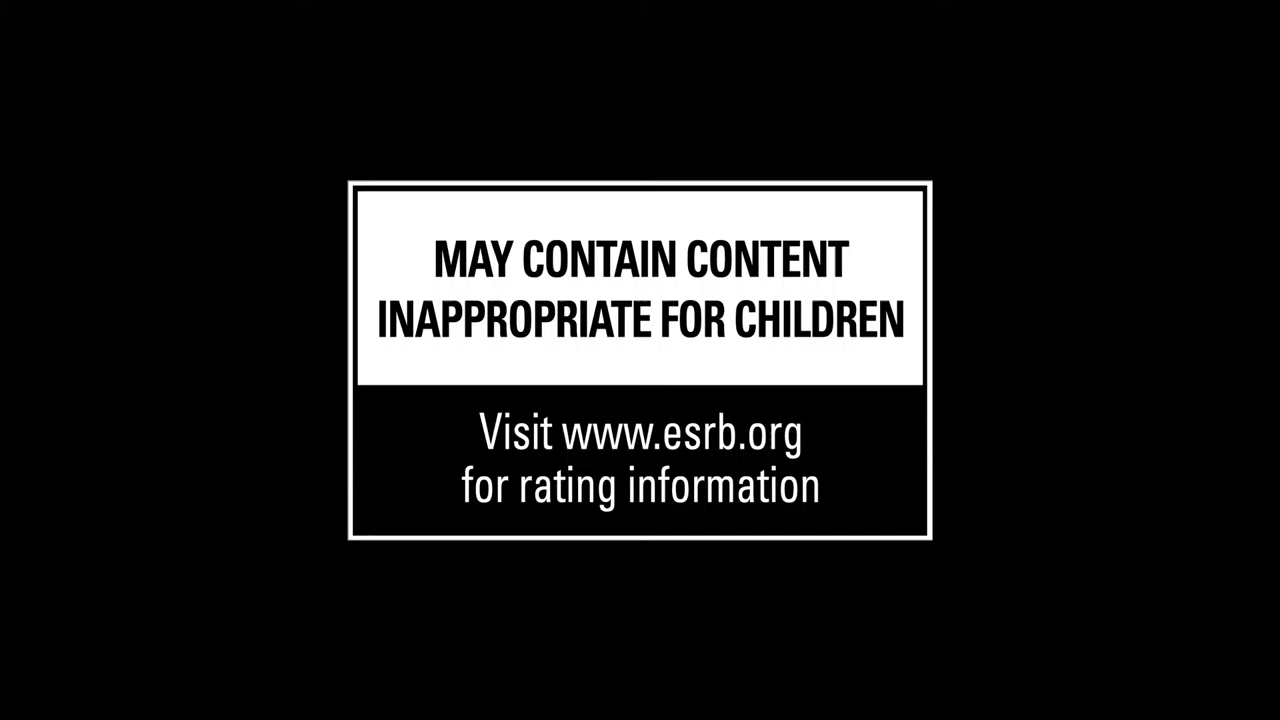 MAY CONTAIN CONTENT
INAPPROPRIATE FOR CHILDREN
Visit www.esrb.org
for rating information